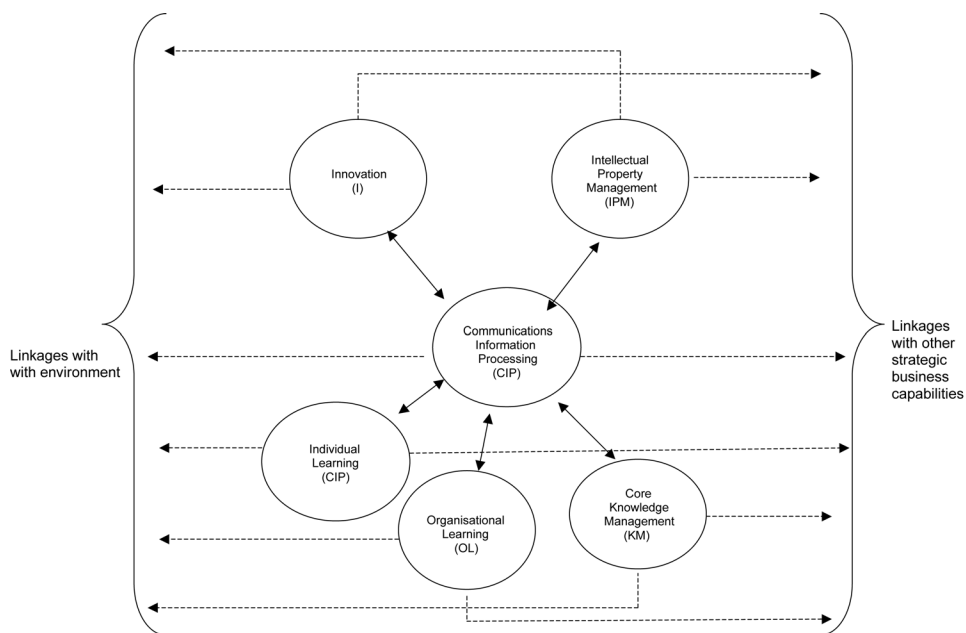 Innovation
(I)
Intellectual
Property
Management
(IPM)
Communications
Information
Processing
(CIP)
Linkages with
with environment
Linkages
with other
strategic
business
capabilities
Individual
Learning
(CIP)
Organisational
Learning
(OL)
Core
Knowledge
Management
(KM)